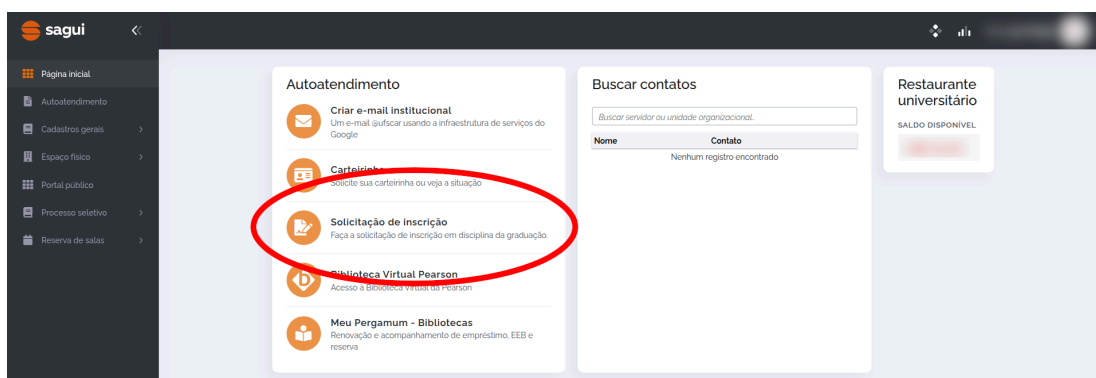 sagui
Página inicial
Autoatendimento
Cadastros gerais
Espaço físico
Portal público
Processo seletivo
Reserva de salas
Autoatendimento
Criar e-mail institucional
Um e-mail @ufscar usando a infraestrutura de serviços do
Google
Carteirinha
Solicite sua carteirinha ou veja a situação
Solicitação de inscrição
Faça a solicitação de inscrição em disciplina da graduação.
Biblioteca Virtual Pearson
Acesso a Biblioteca Virtual da Pearson
Meu Pergamum - Bibliotecas
Renovação e acompanhamento de empréstimo, EEB e
reserva
Buscar contatos
Buscar servidor ou unidade organizacional..
Nome Contato
Nenhum registro encontrado
Restaurante
universitário
SALDO DISPONÍVEL